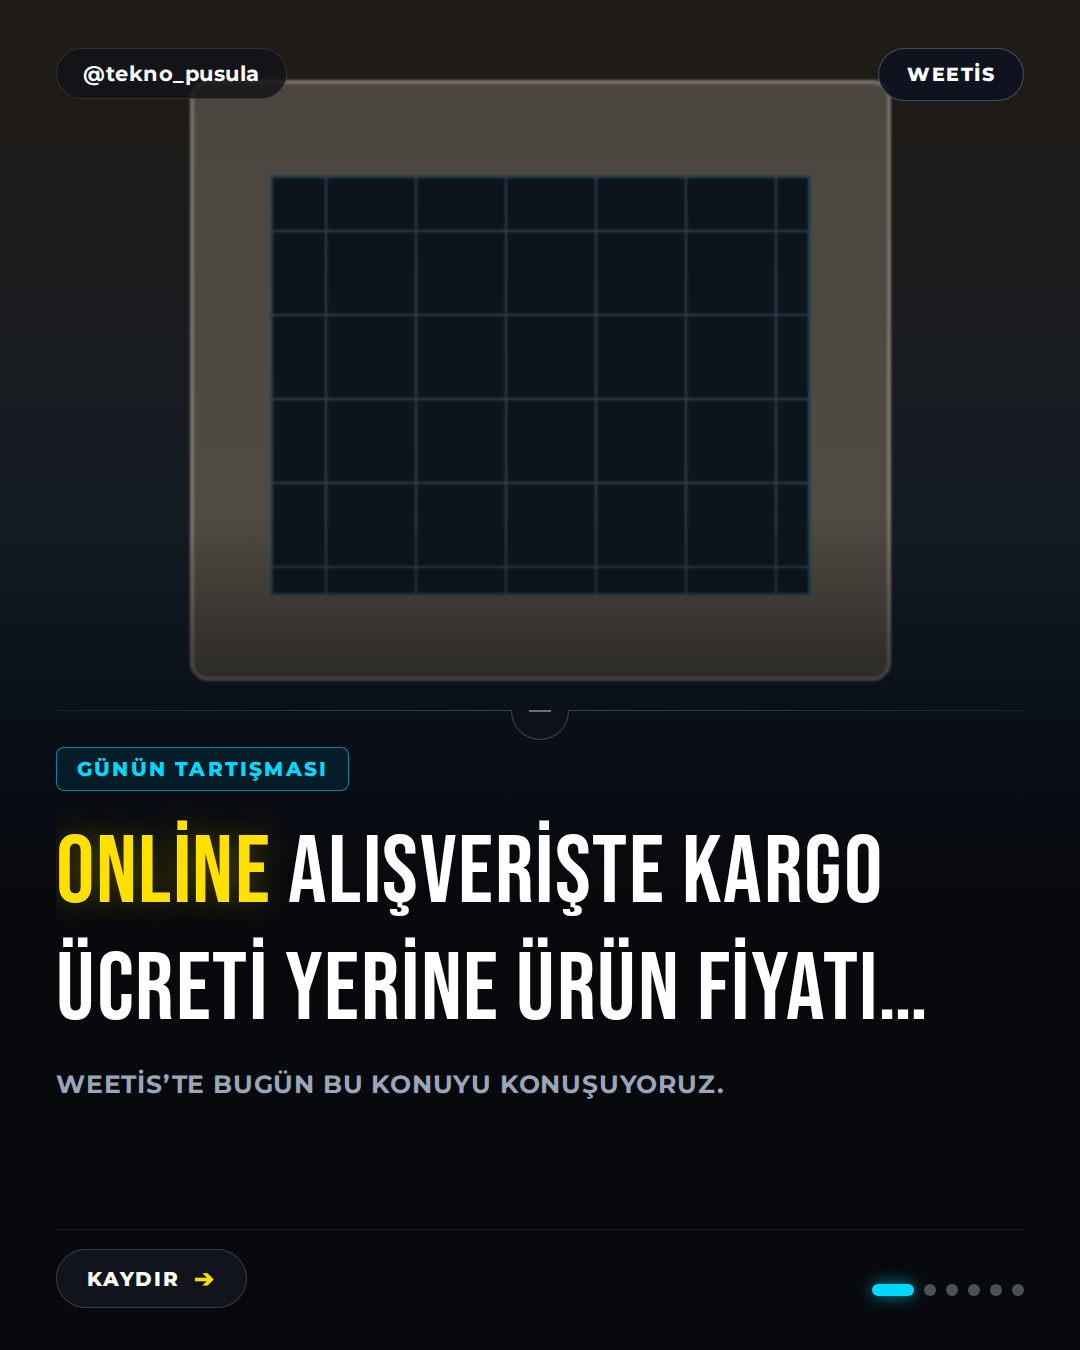 @tekno_pusula
WEETİS
GÜNÜN TARTIŞMASI
ONLİNE ALIŞVERİŞTE KARGO
ÜCRETİ YERİNE ÜRÜN FİYATI...
WEETİS’TE BUGÜN BU KONUYU KONUŞUYORUZ.
KAYDIR ➔